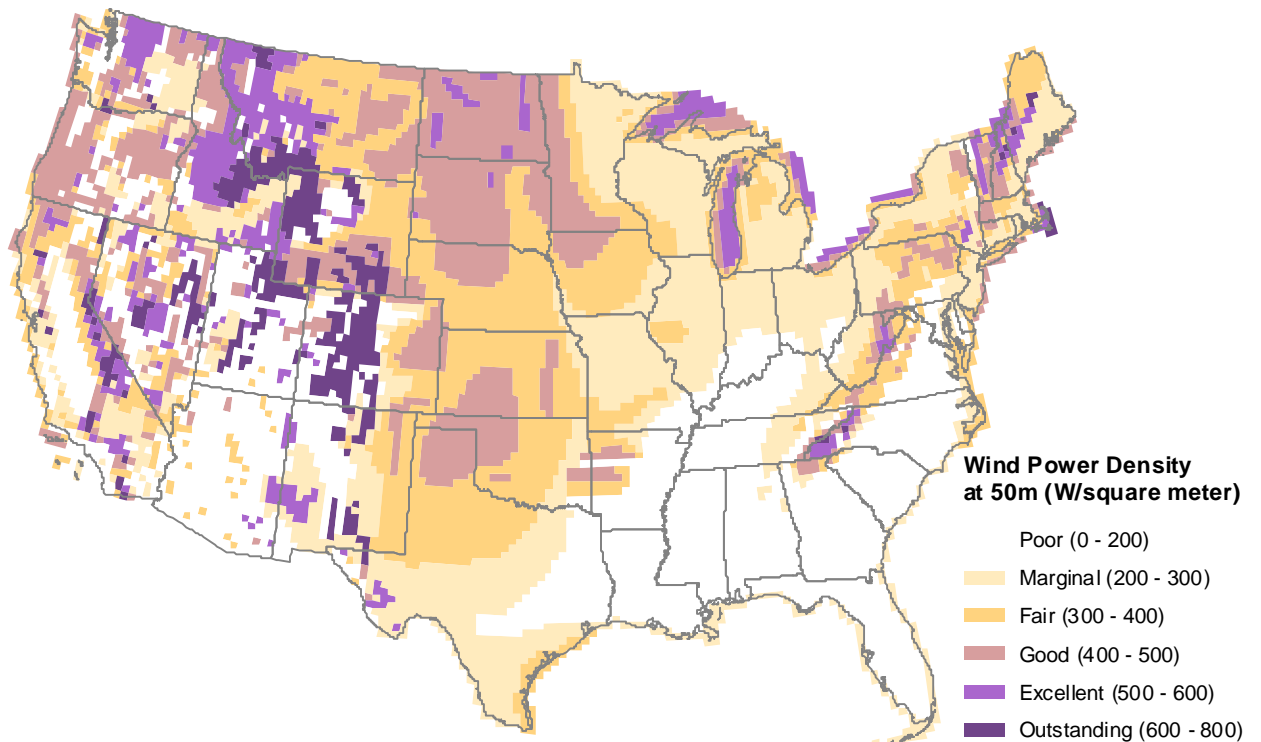 Wind Power Density
at 50m (W/square meter)
Poor (0 - 200)
Marginal (200 - 300)
Fair (300 - 400)
Good (400 - 500)
Excellent (500 - 600)
Outstanding (600 - 800)